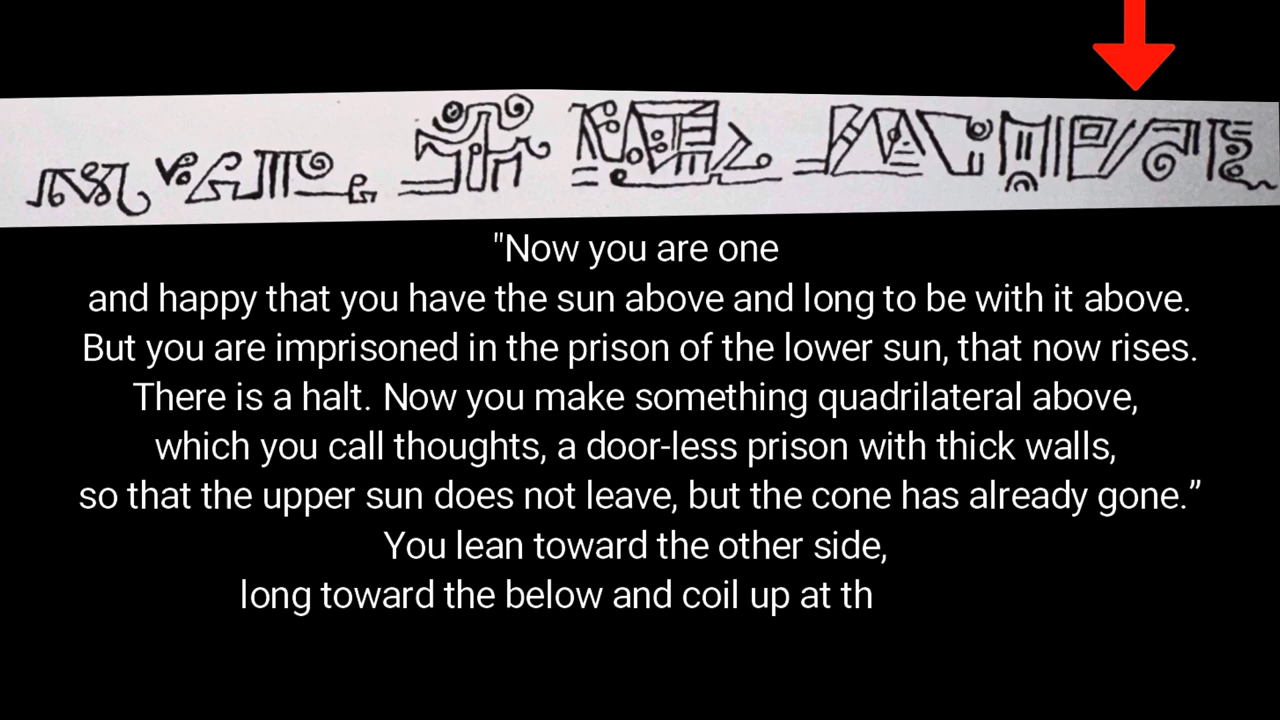 "Now you are one
and happy that you have the sun above and long to be with it above.
But you are imprisoned in the prison of the lower sun, that now rises.
There is a halt. Now you make something quadrilateral above,
which you call thoughts, a door-less prison with thick walls,
so that the upper sun does not leave, but the cone has already gone.”
You lean toward the other side,
long toward the below and coil up at th